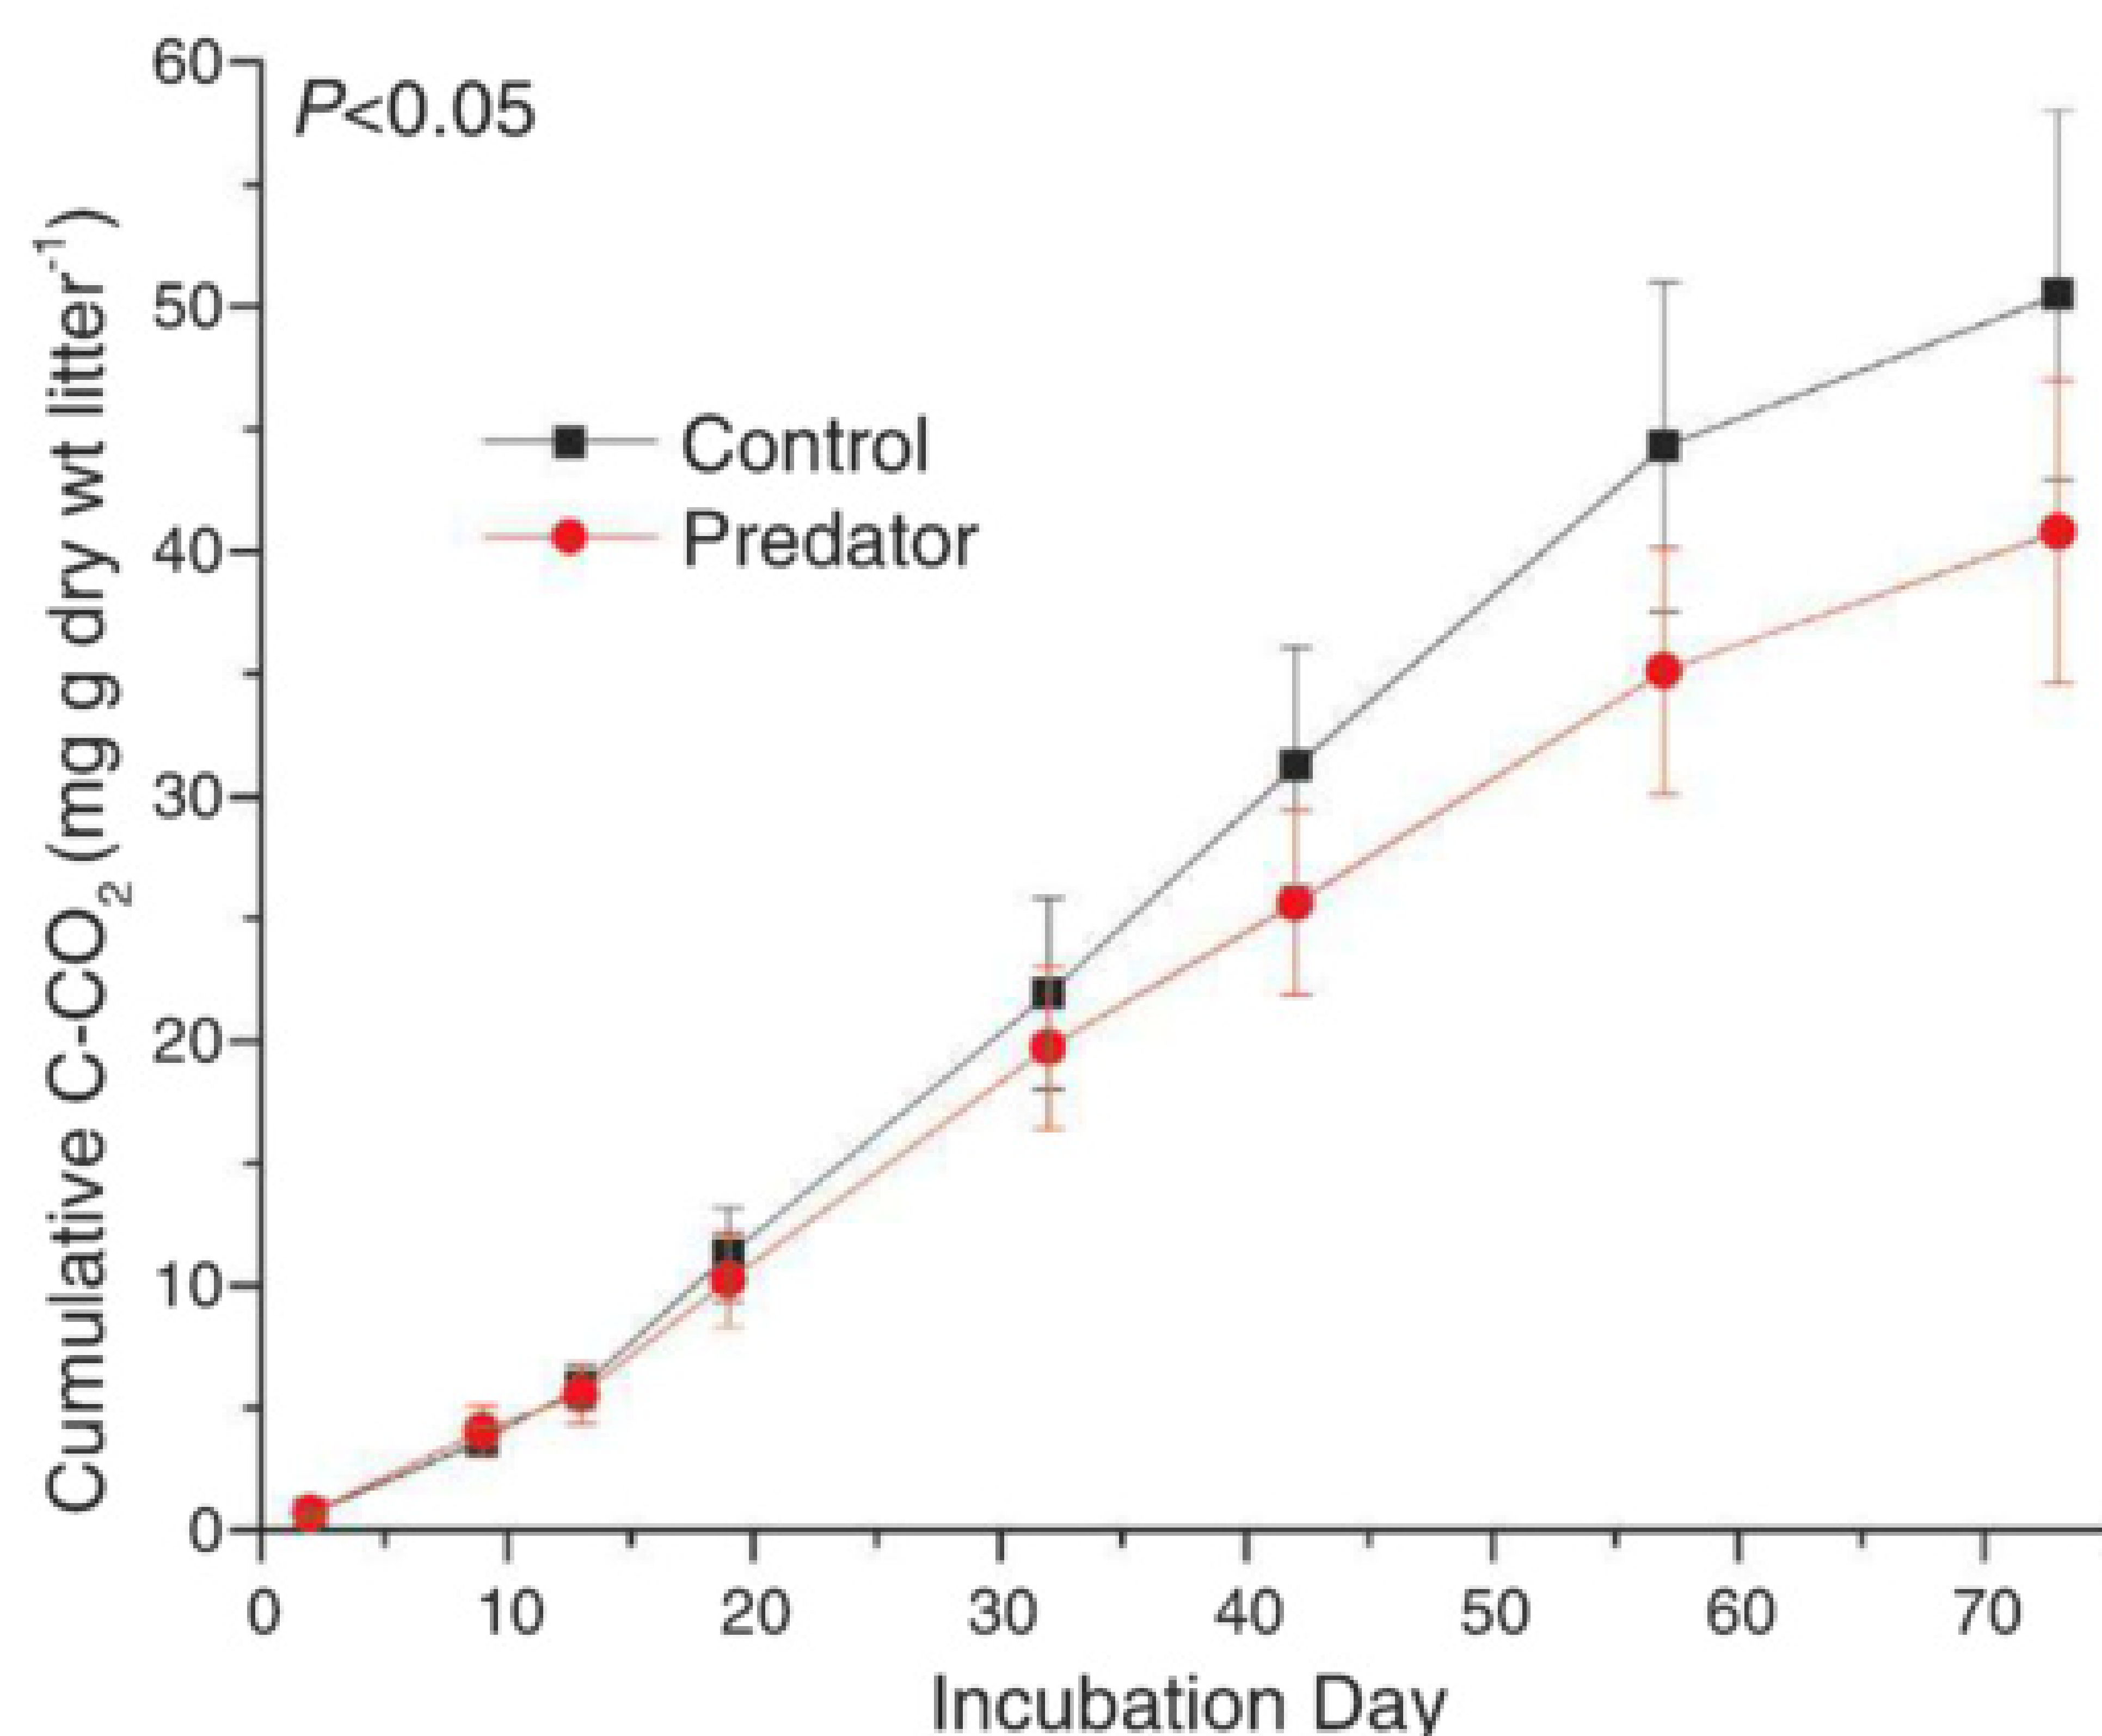 60
P<0.05
50
40
30
20
10
0
Control
Predator
Cumulative C-CO₂ (mg g dry wt litter⁻¹)
0 10 20 30 40 50 60 70
Incubation Day